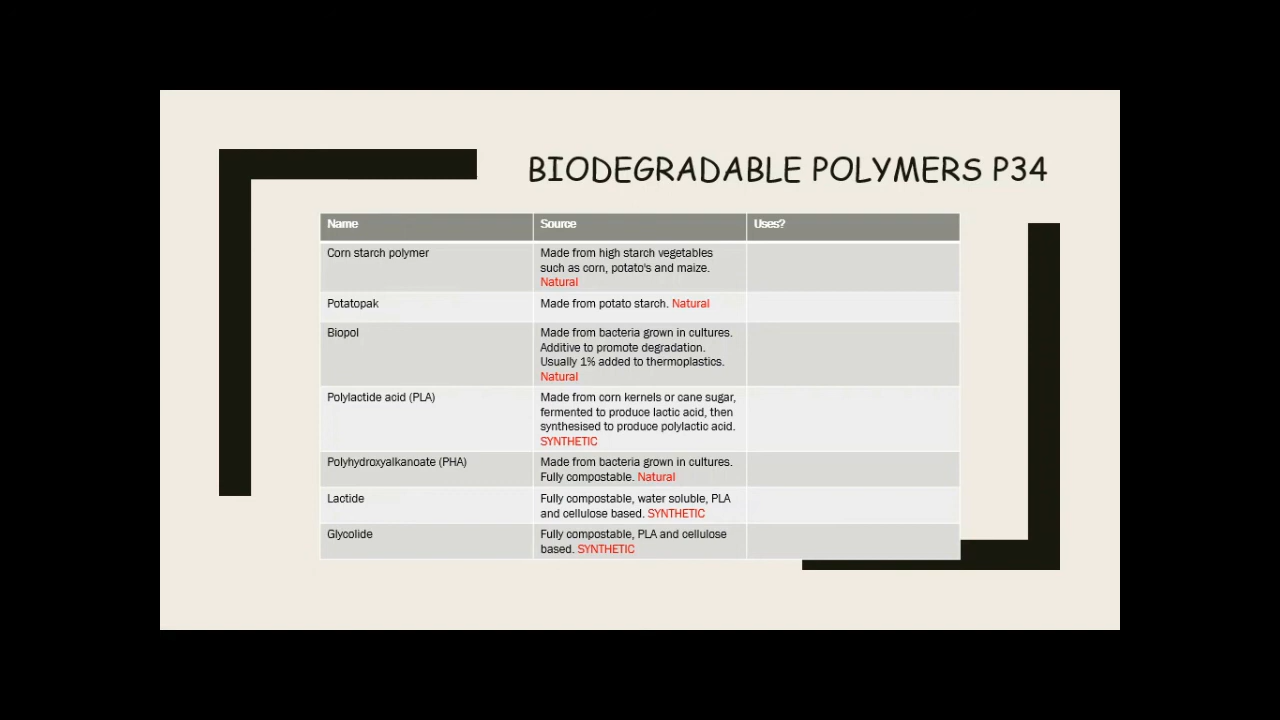 BIODEGRADABLE POLYMERS P34
Name Source Uses?
Corn starch polymer
Made from high starch vegetables
such as corn, potato's and maize.
Natural
Potatopak
Made from potato starch. Natural
Biopol
Made from bacteria grown in cultures.
Additive to promote degradation.
Usually 1% added to thermoplastics.
Natural
Polylactide acid (PLA)
Made from corn kernels or cane sugar,
fermented to produce lactic acid, then
synthesised to produce polylactic acid.
SYNTHETIC
Polyhydroxyalkanoate (PHA)
Made from bacteria grown in cultures.
Fully compostable. Natural
Lactide
Fully compostable, water soluble, PLA
and cellulose based. SYNTHETIC
Glycolide
Fully compostable, PLA and cellulose
based. SYNTHETIC